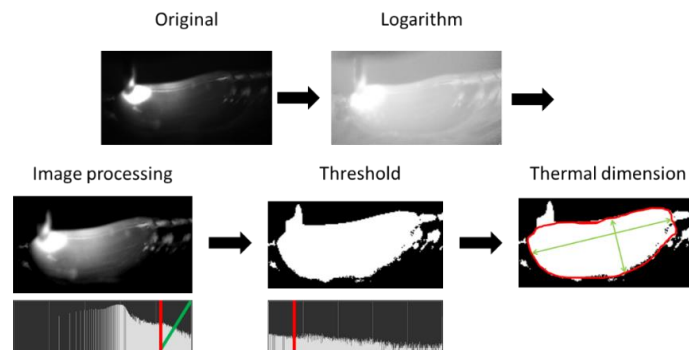 Original
Logarithm
Image processing
Threshold
Thermal dimension